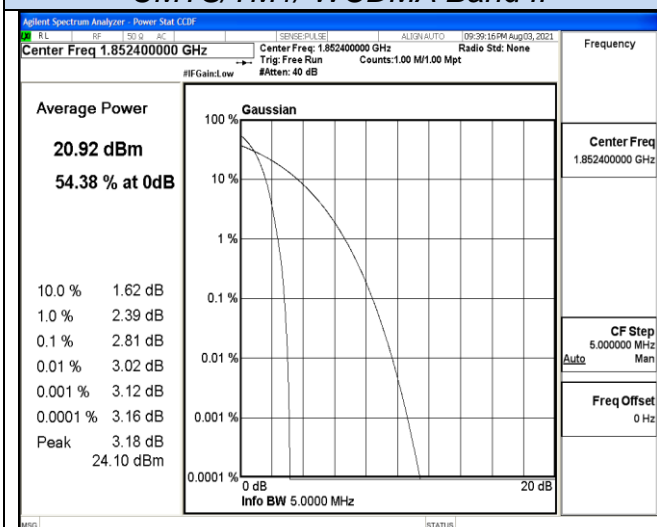 Agilent Spectrum Analyzer - Power Stat CCDF
RL RF 50 Ω AC SENSE:PULSE ALIGN AUTO 09:39:16 PM Aug 03, 2021
Center Freq 1.852400000 GHz
Center Freq: 1.852400000 GHz Radio Std: None
Trig: Free Run Counts:1.00 M/1.00 Mpt
#IFGain:Low #Atten: 40 dB
Frequency
Average Power
20.92 dBm
54.38 % at 0dB
10.0 % 1.62 dB
1.0 % 2.39 dB
0.1 % 2.81 dB
0.01 % 3.02 dB
0.001 % 3.12 dB
0.0001 % 3.16 dB
Peak 3.18 dB
24.10 dBm
Gaussian
100 %
10 %
1 %
0.1 %
0.01 %
0.001 %
0.0001 %
0 dB 20 dB
Info BW 5.0000 MHz
Center Freq
1.852400000 GHz
CF Step
5.000000 MHz
Auto Man
Freq Offset
0 Hz
MSG STATUS